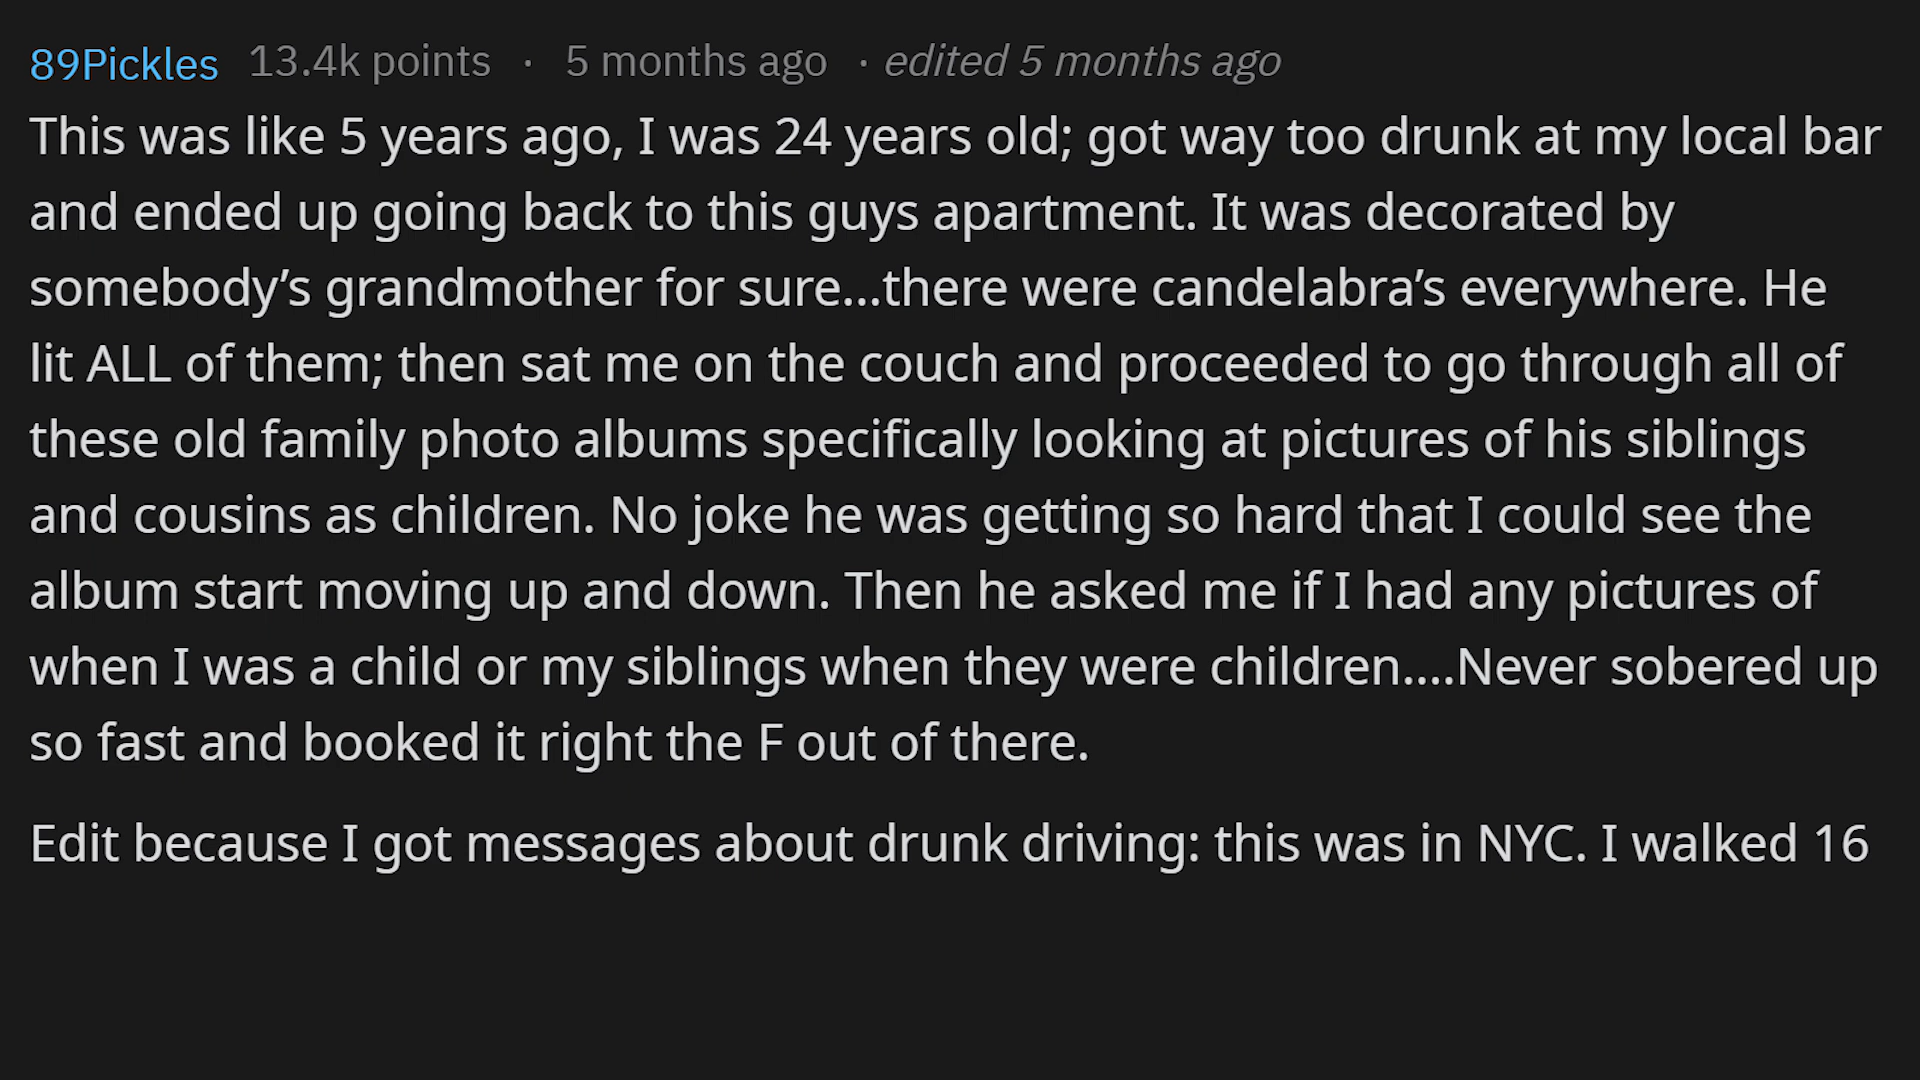 89Pickles 13.4k points · 5 months ago · edited 5 months ago
This was like 5 years ago, I was 24 years old; got way too drunk at my local bar
and ended up going back to this guys apartment. It was decorated by
somebody’s grandmother for sure...there were candelabra’s everywhere. He
lit ALL of them; then sat me on the couch and proceeded to go through all of
these old family photo albums specifically looking at pictures of his siblings
and cousins as children. No joke he was getting so hard that I could see the
album start moving up and down. Then he asked me if I had any pictures of
when I was a child or my siblings when they were children....Never sobered up
so fast and booked it right the F out of there.
Edit because I got messages about drunk driving: this was in NYC. I walked 16